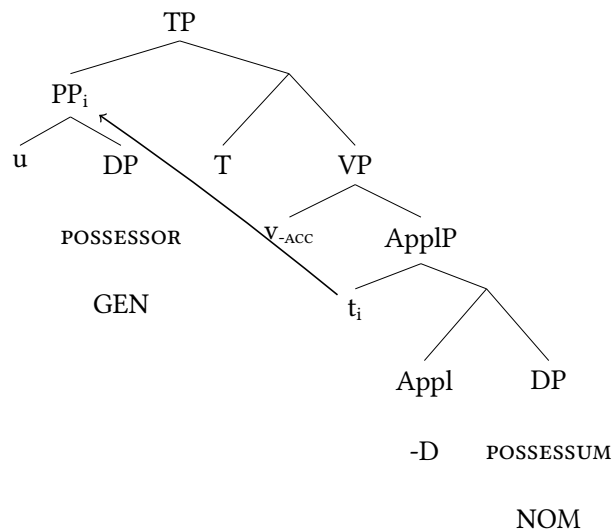 TP
PPi
u DP T VP
POSSESSOR v-ACC ApplP
GEN ti
Appl DP
-D POSSESSUM
NOM